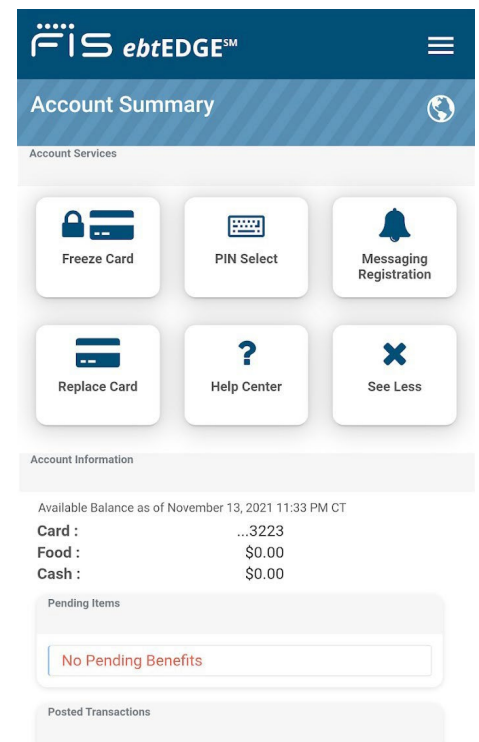 FIS ebtEDGE℠
Account Summary
Account Services
Freeze Card
PIN Select
Messaging
Registration
Replace Card
?
Help Center
See Less
Account Information
Available Balance as of November 13, 2021 11:33 PM CT
Card : ...3223
Food : $0.00
Cash : $0.00
Pending Items
No Pending Benefits
Posted Transactions